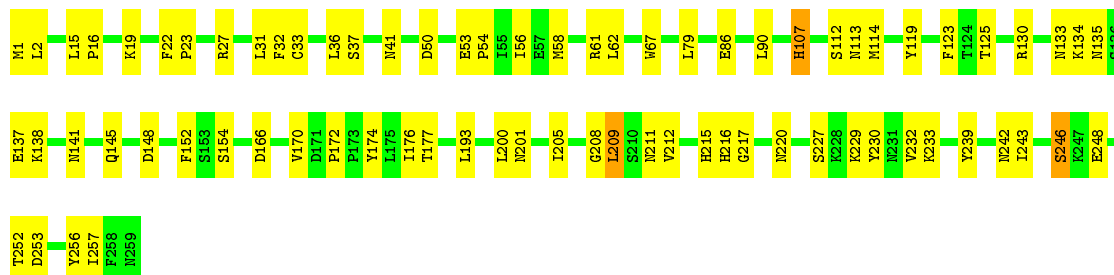 M1 L2 L15 P16 K19 F22 P23 R27 L31 F32 C33 L36 S37 N41 D50 E53 P54 I55 I56 E57 M58 R61 L62 W67 L79 E86 L90 H107 S112 N113 M114 Y119 F123 T124 T125 R130 N133 K134 N135
E137 K138 N141 Q145 D148 F152 S153 S154 D166 V170 D171 P172 P173 Y174 L175 I176 T177 L193 L200 N201 I205 G208 L209 S210 N211 V212 H215 H216 G217 N220 S227 K228 K229 Y230 N231 V232 K233 Y239 N242 I243 S246 K247 E248
T252 D253 Y256 I257 F258 N259